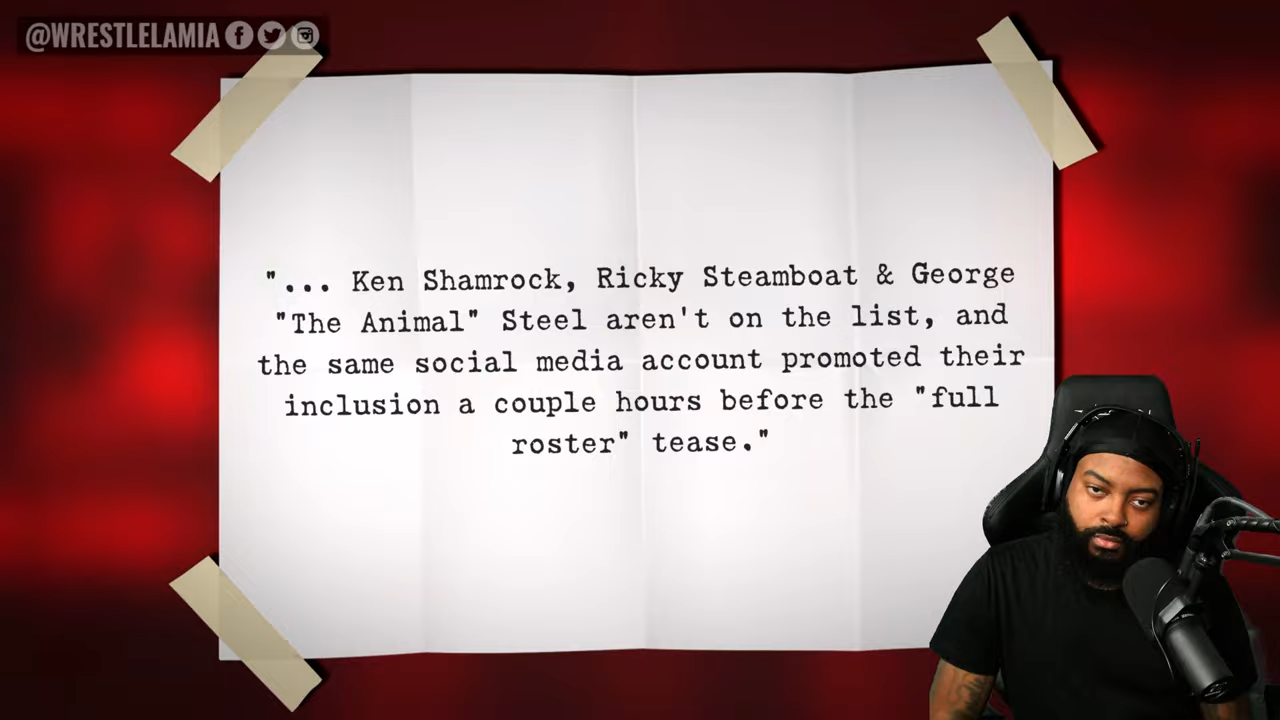 @WRESTLELAMIA
"... Ken Shamrock, Ricky Steamboat & George
"The Animal" Steel aren't on the list, and
the same social media account promoted their
inclusion a couple hours before the "full
roster" tease."